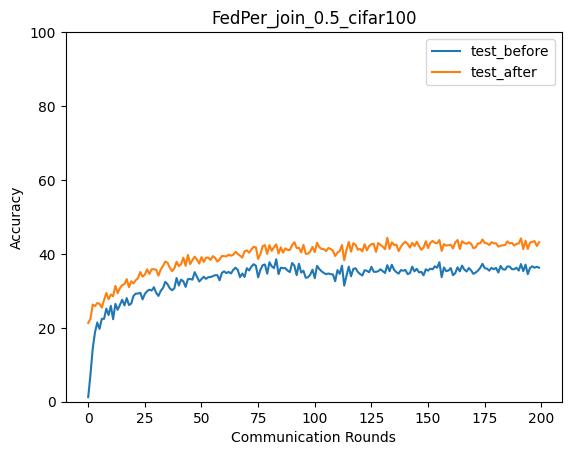 FedPer_join_0.5_cifar100
100
80
60
40
20
0
Accuracy
test_before
test_after
0 25 50 75 100 125 150 175 200
Communication Rounds